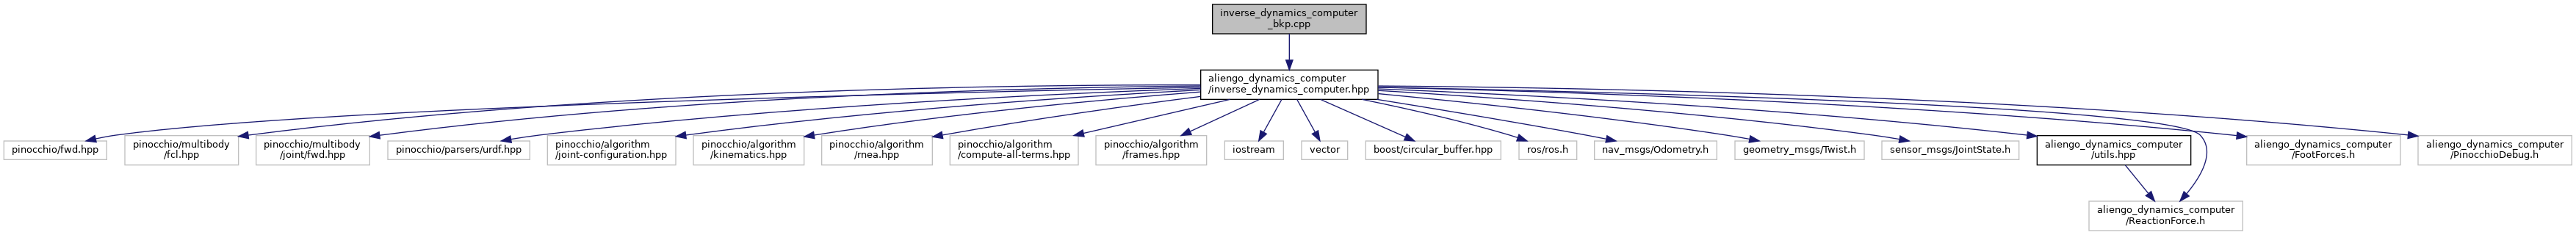 inverse_dynamics_computer
_bkp.cpp
aliengo_dynamics_computer
/inverse_dynamics_computer.hpp
pinocchio/fwd.hpp
pinocchio/multibody
/fcl.hpp
pinocchio/multibody
/joint/fwd.hpp
pinocchio/parsers/urdf.hpp
pinocchio/algorithm
/joint-configuration.hpp
pinocchio/algorithm
/kinematics.hpp
pinocchio/algorithm
/rnea.hpp
pinocchio/algorithm
/compute-all-terms.hpp
pinocchio/algorithm
/frames.hpp
iostream
vector
boost/circular_buffer.hpp
ros/ros.h
nav_msgs/Odometry.h
geometry_msgs/Twist.h
sensor_msgs/JointState.h
aliengo_dynamics_computer
/utils.hpp
aliengo_dynamics_computer
/FootForces.h
aliengo_dynamics_computer
/PinocchioDebug.h
aliengo_dynamics_computer
/ReactionForce.h